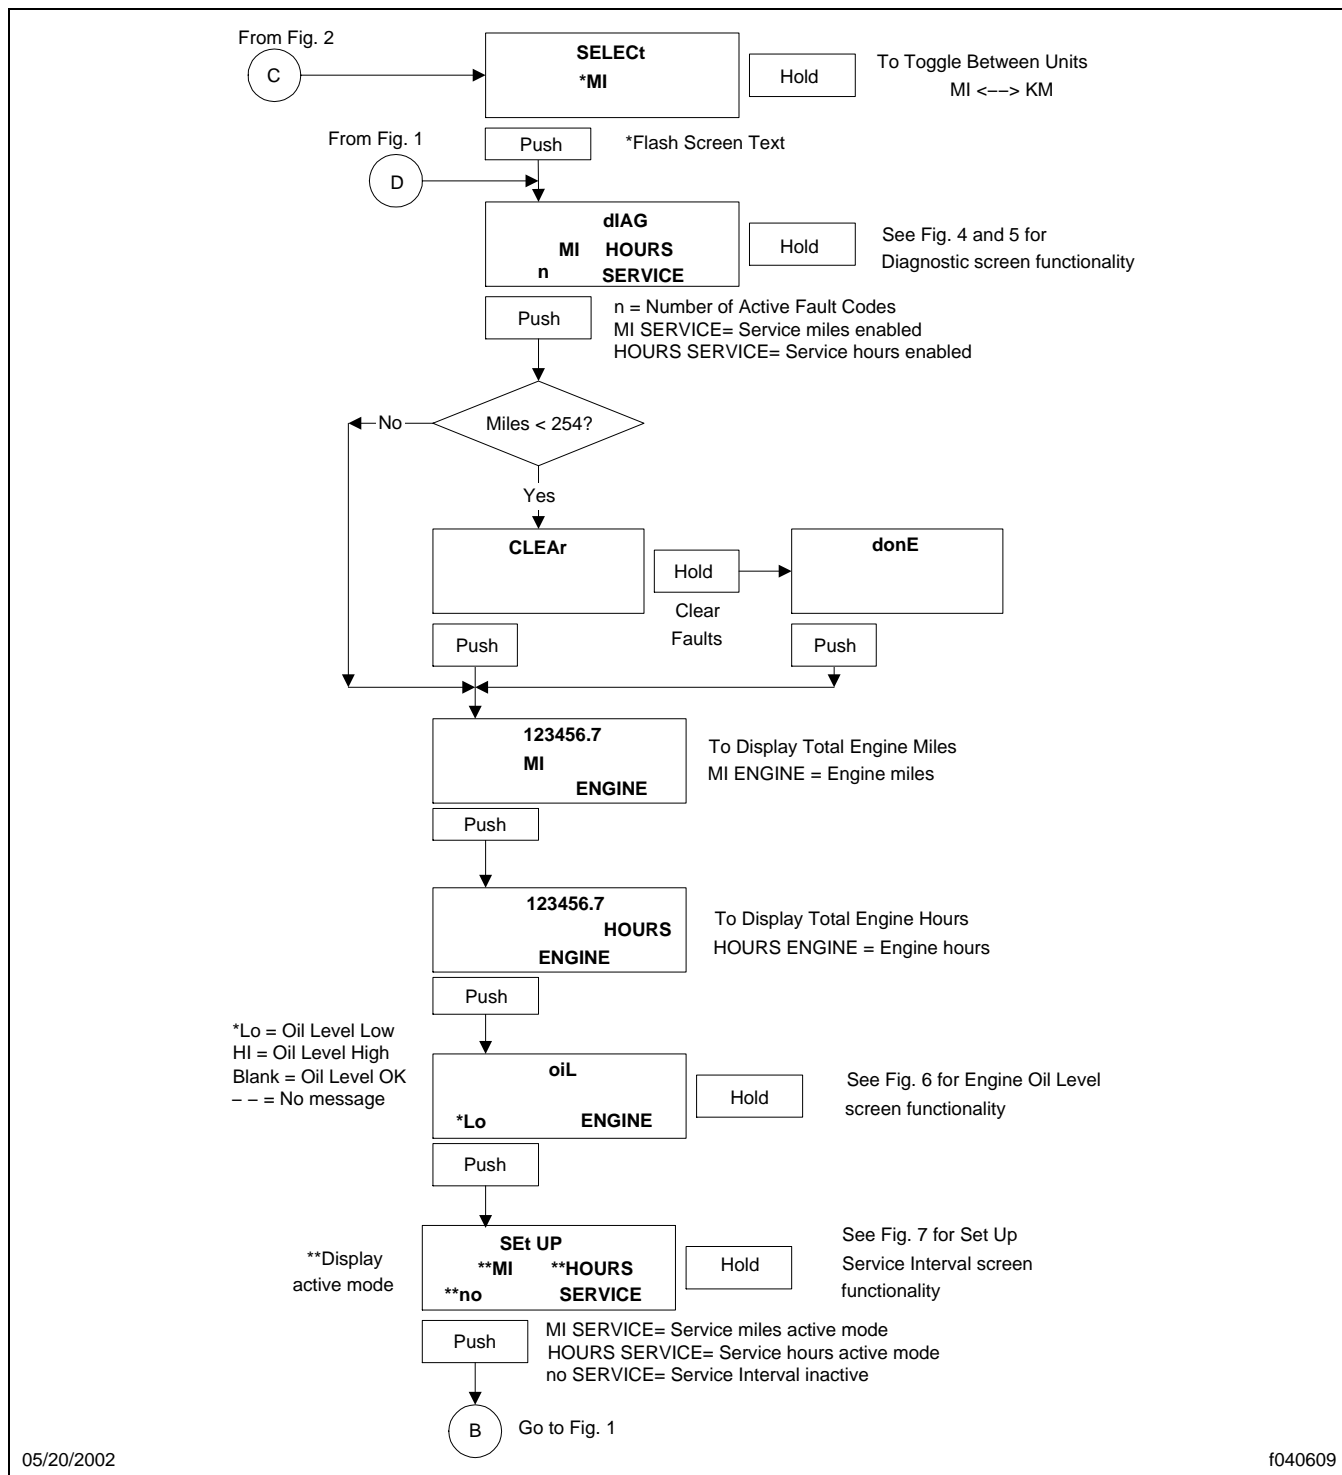 From Fig. 2
C
SELECt
*MI
Hold
To Toggle Between Units
MI <−−> KM
Push
*Flash Screen Text
From Fig. 1
D
dIAG
MI HOURS
n SERVICE
Hold
See Fig. 4 and 5 for
Diagnostic screen functionality
Push
n = Number of Active Fault Codes
MI SERVICE= Service miles enabled
HOURS SERVICE= Service hours enabled
Miles < 254?
No
Yes
CLEAr
Hold
Clear
Faults
donE
Push
Push
123456.7
MI
ENGINE
To Display Total Engine Miles
MI ENGINE = Engine miles
Push
123456.7
HOURS
ENGINE
To Display Total Engine Hours
HOURS ENGINE = Engine hours
Push
*Lo = Oil Level Low
HI = Oil Level High
Blank = Oil Level OK
− − = No message
oiL
*Lo ENGINE
Hold
See Fig. 6 for Engine Oil Level
screen functionality
Push
**Display
active mode
SEt UP
**MI **HOURS
**no SERVICE
Hold
See Fig. 7 for Set Up
Service Interval screen
functionality
Push
MI SERVICE= Service miles active mode
HOURS SERVICE= Service hours active mode
no SERVICE= Service Interval inactive
B
Go to Fig. 1
05/20/2002
f040609